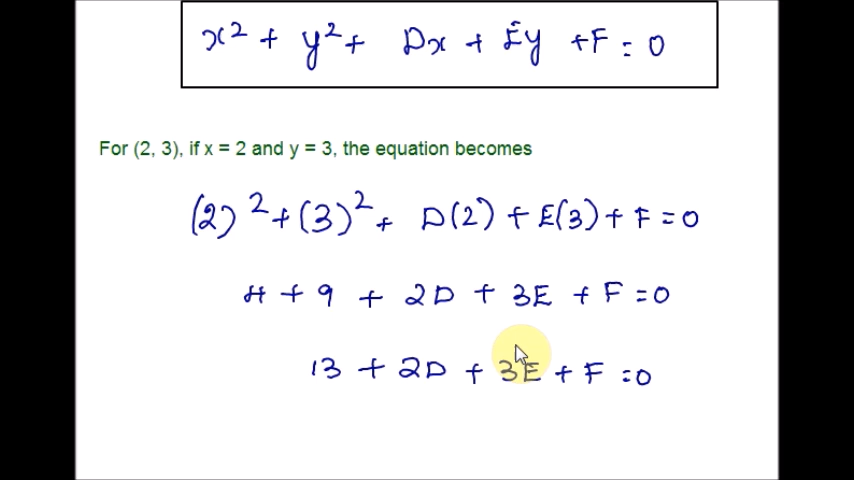 x² + y² + Dx + Ey + F = 0
For (2, 3), if x = 2 and y = 3, the equation becomes
(2)² + (3)² + D(2) + E(3) + F = 0
4 + 9 + 2D + 3E + F = 0
13 + 2D + 3E + F = 0